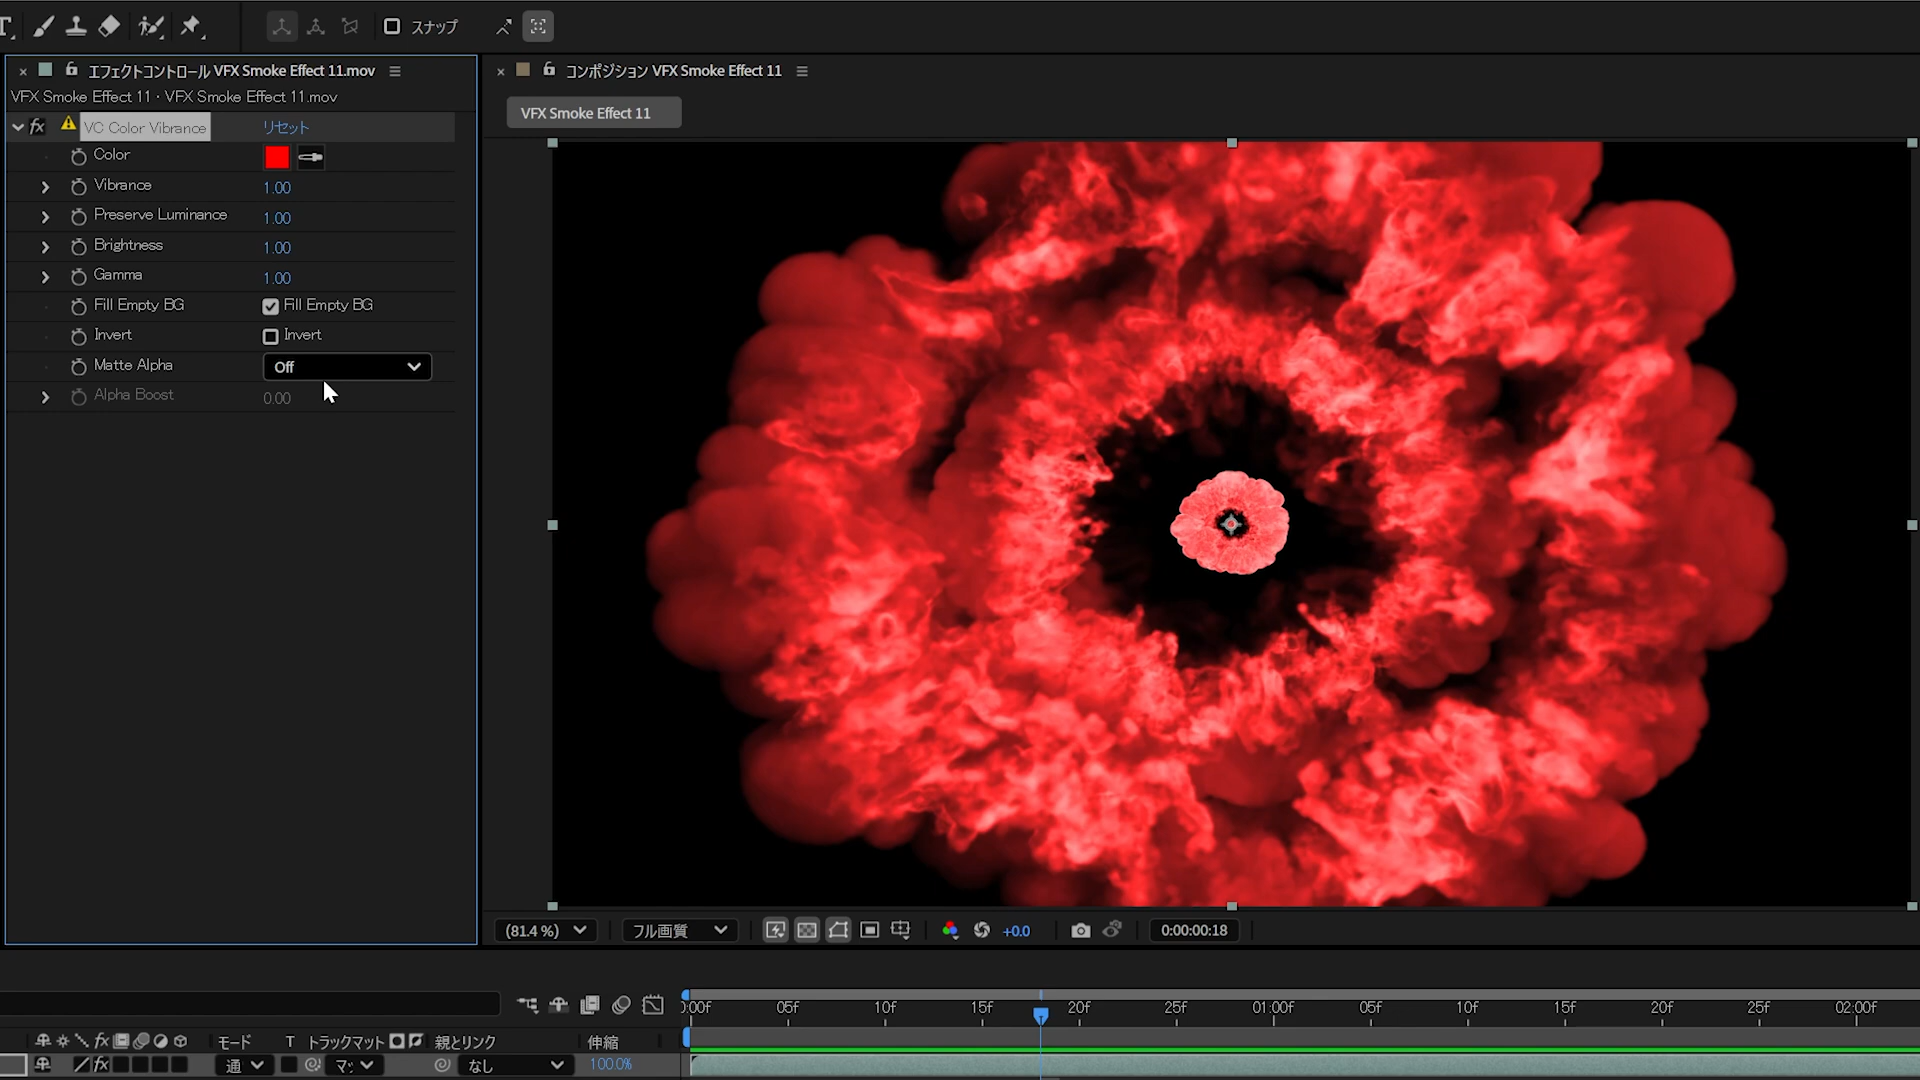 スナップ
エフェクトコントロール VFX Smoke Effect 11.mov
VFX Smoke Effect 11・VFX Smoke Effect 11.mov
fx VC Color Vibrance リセット
Color
Vibrance 1.00
Preserve Luminance 1.00
Brightness 1.00
Gamma 1.00
Fill Empty BG Fill Empty BG
Invert Invert
Matte Alpha Off
Alpha Boost 0.00
コンポジション VFX Smoke Effect 11
VFX Smoke Effect 11
(81.4 %) フル画質 +0.0 0:00:00:18
0:00f 05f 10f 15f 20f 25f 01:00f 05f 10f 15f 20f 25f 02:00f
fx モード T トラックマット 親とリンク 伸縮
fx 通 マッ なし 100.0%